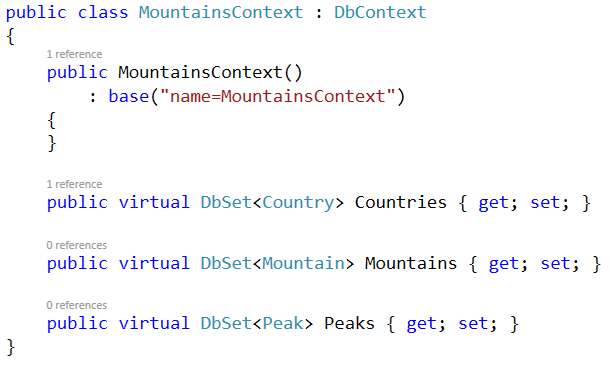 public class MountainsContext : DbContext
{
1 reference
public MountainsContext()
: base("name=MountainsContext")
{
}
1 reference
public virtual DbSet<Country> Countries { get; set; }
0 references
public virtual DbSet<Mountain> Mountains { get; set; }
0 references
public virtual DbSet<Peak> Peaks { get; set; }
}